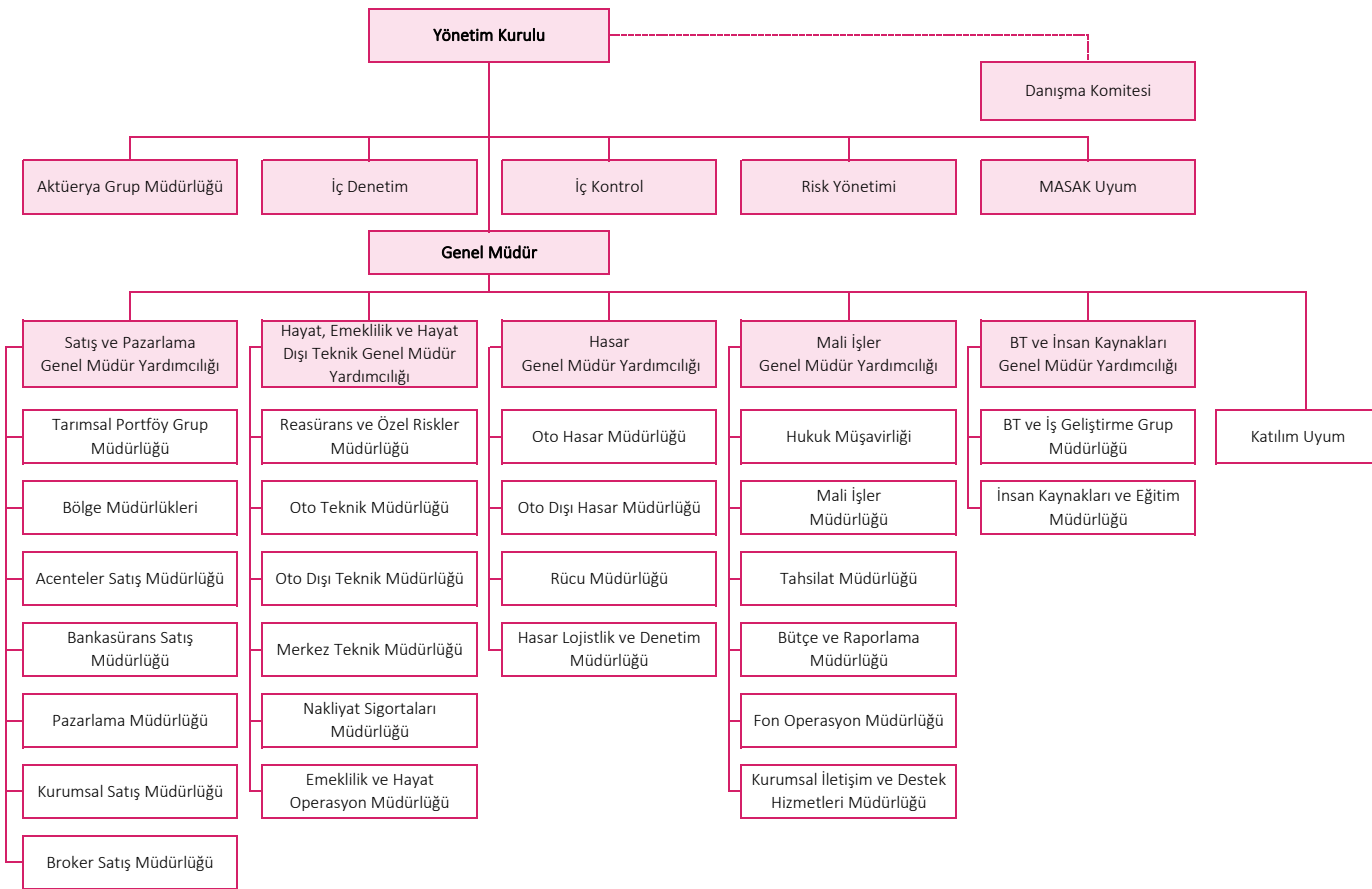 Yönetim Kurulu
Danışma Komitesi
Aktüerya Grup Müdürlüğü
İç Denetim
İç Kontrol
Risk Yönetimi
MASAK Uyum
Genel Müdür
Satış ve Pazarlama
Genel Müdür Yardımcılığı
Hayat, Emeklilik ve Hayat
Dışı Teknik Genel Müdür
Yardımcılığı
Hasar
Genel Müdür Yardımcılığı
Mali İşler
Genel Müdür Yardımcılığı
BT ve İnsan Kaynakları
Genel Müdür Yardımcılığı
Tarımsal Portföy Grup
Müdürlüğü
Bölge Müdürlükleri
Acenteler Satış Müdürlüğü
Bankasürans Satış
Müdürlüğü
Pazarlama Müdürlüğü
Kurumsal Satış Müdürlüğü
Broker Satış Müdürlüğü
Reasürans ve Özel Riskler
Müdürlüğü
Oto Teknik Müdürlüğü
Oto Dışı Teknik Müdürlüğü
Merkez Teknik Müdürlüğü
Nakliyat Sigortaları
Müdürlüğü
Emeklilik ve Hayat
Operasyon Müdürlüğü
Oto Hasar Müdürlüğü
Oto Dışı Hasar Müdürlüğü
Rücu Müdürlüğü
Hasar Lojistlik ve Denetim
Müdürlüğü
Hukuk Müşavirliği
Mali İşler
Müdürlüğü
Tahsilat Müdürlüğü
Bütçe ve Raporlama
Müdürlüğü
Fon Operasyon Müdürlüğü
Kurumsal İletişim ve Destek
Hizmetleri Müdürlüğü
BT ve İş Geliştirme Grup
Müdürlüğü
İnsan Kaynakları ve Eğitim
Müdürlüğü
Katılım Uyum